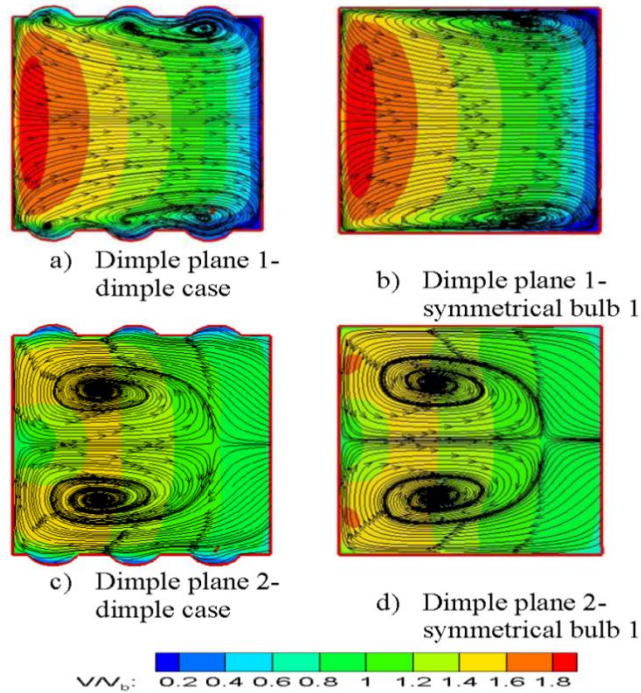 a) Dimple plane 1-
dimple case
b) Dimple plane 1-
symmetrical bulb 1
c) Dimple plane 2-
dimple case
d) Dimple plane 2-
symmetrical bulb 1
V/Vb: 0.2 0.4 0.6 0.8 1 1.2 1.4 1.6 1.8